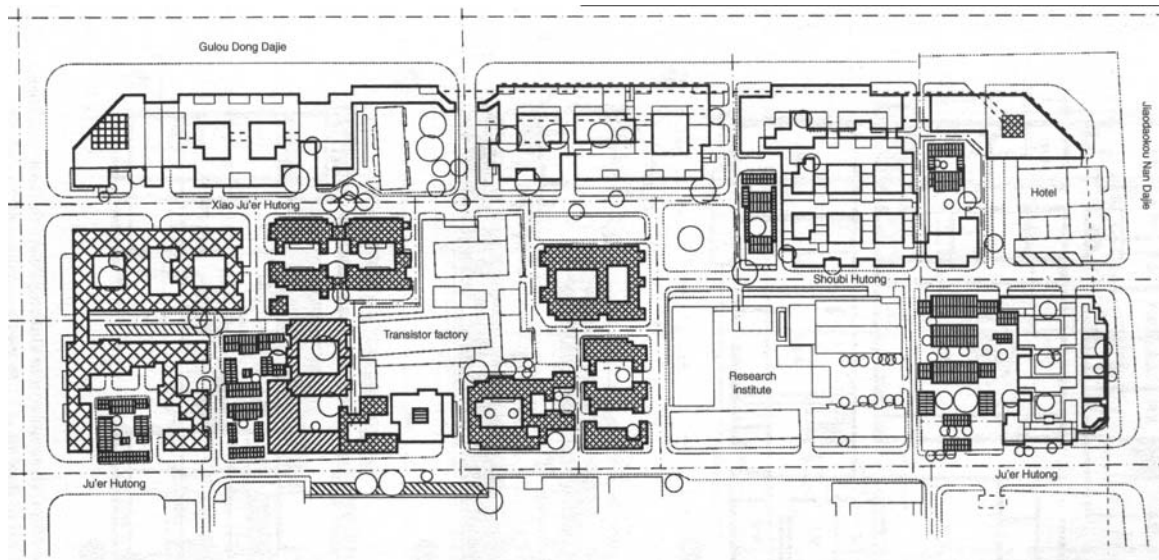 Gulou Dong Dajie
Jiaodaokou Nan Dajie
Hotel
Xiao Ju'er Hutong
Shoubi Hutong
Transistor factory
Research
institute
Ju'er Hutong
Ju'er Hutong